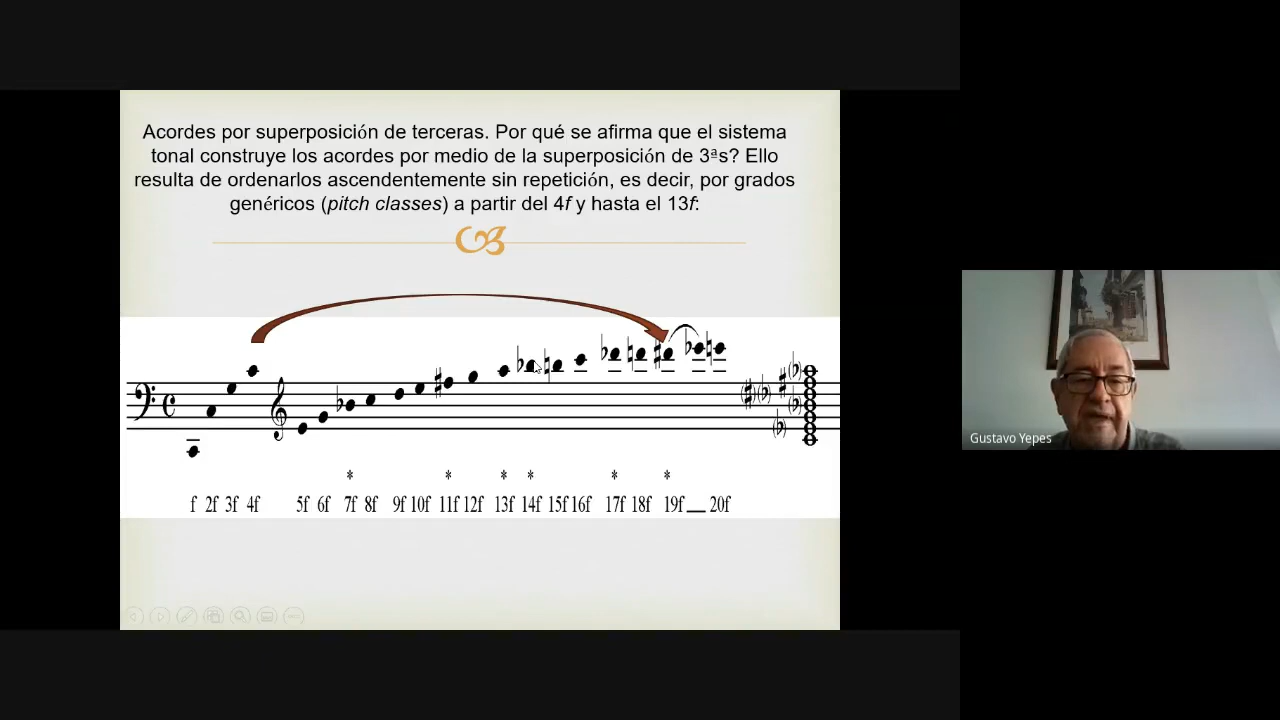 Acordes por superposición de terceras. Por qué se afirma que el sistema
tonal construye los acordes por medio de la superposición de 3ªs? Ello
resulta de ordenarlos ascendentemente sin repetición, es decir, por grados
genéricos (pitch classes) a partir del 4f y hasta el 13f:
* * * * * *
f 2f 3f 4f 5f 6f 7f 8f 9f 10f 11f 12f 13f 14f 15f 16f 17f 18f 19f __ 20f
Gustavo Yepes